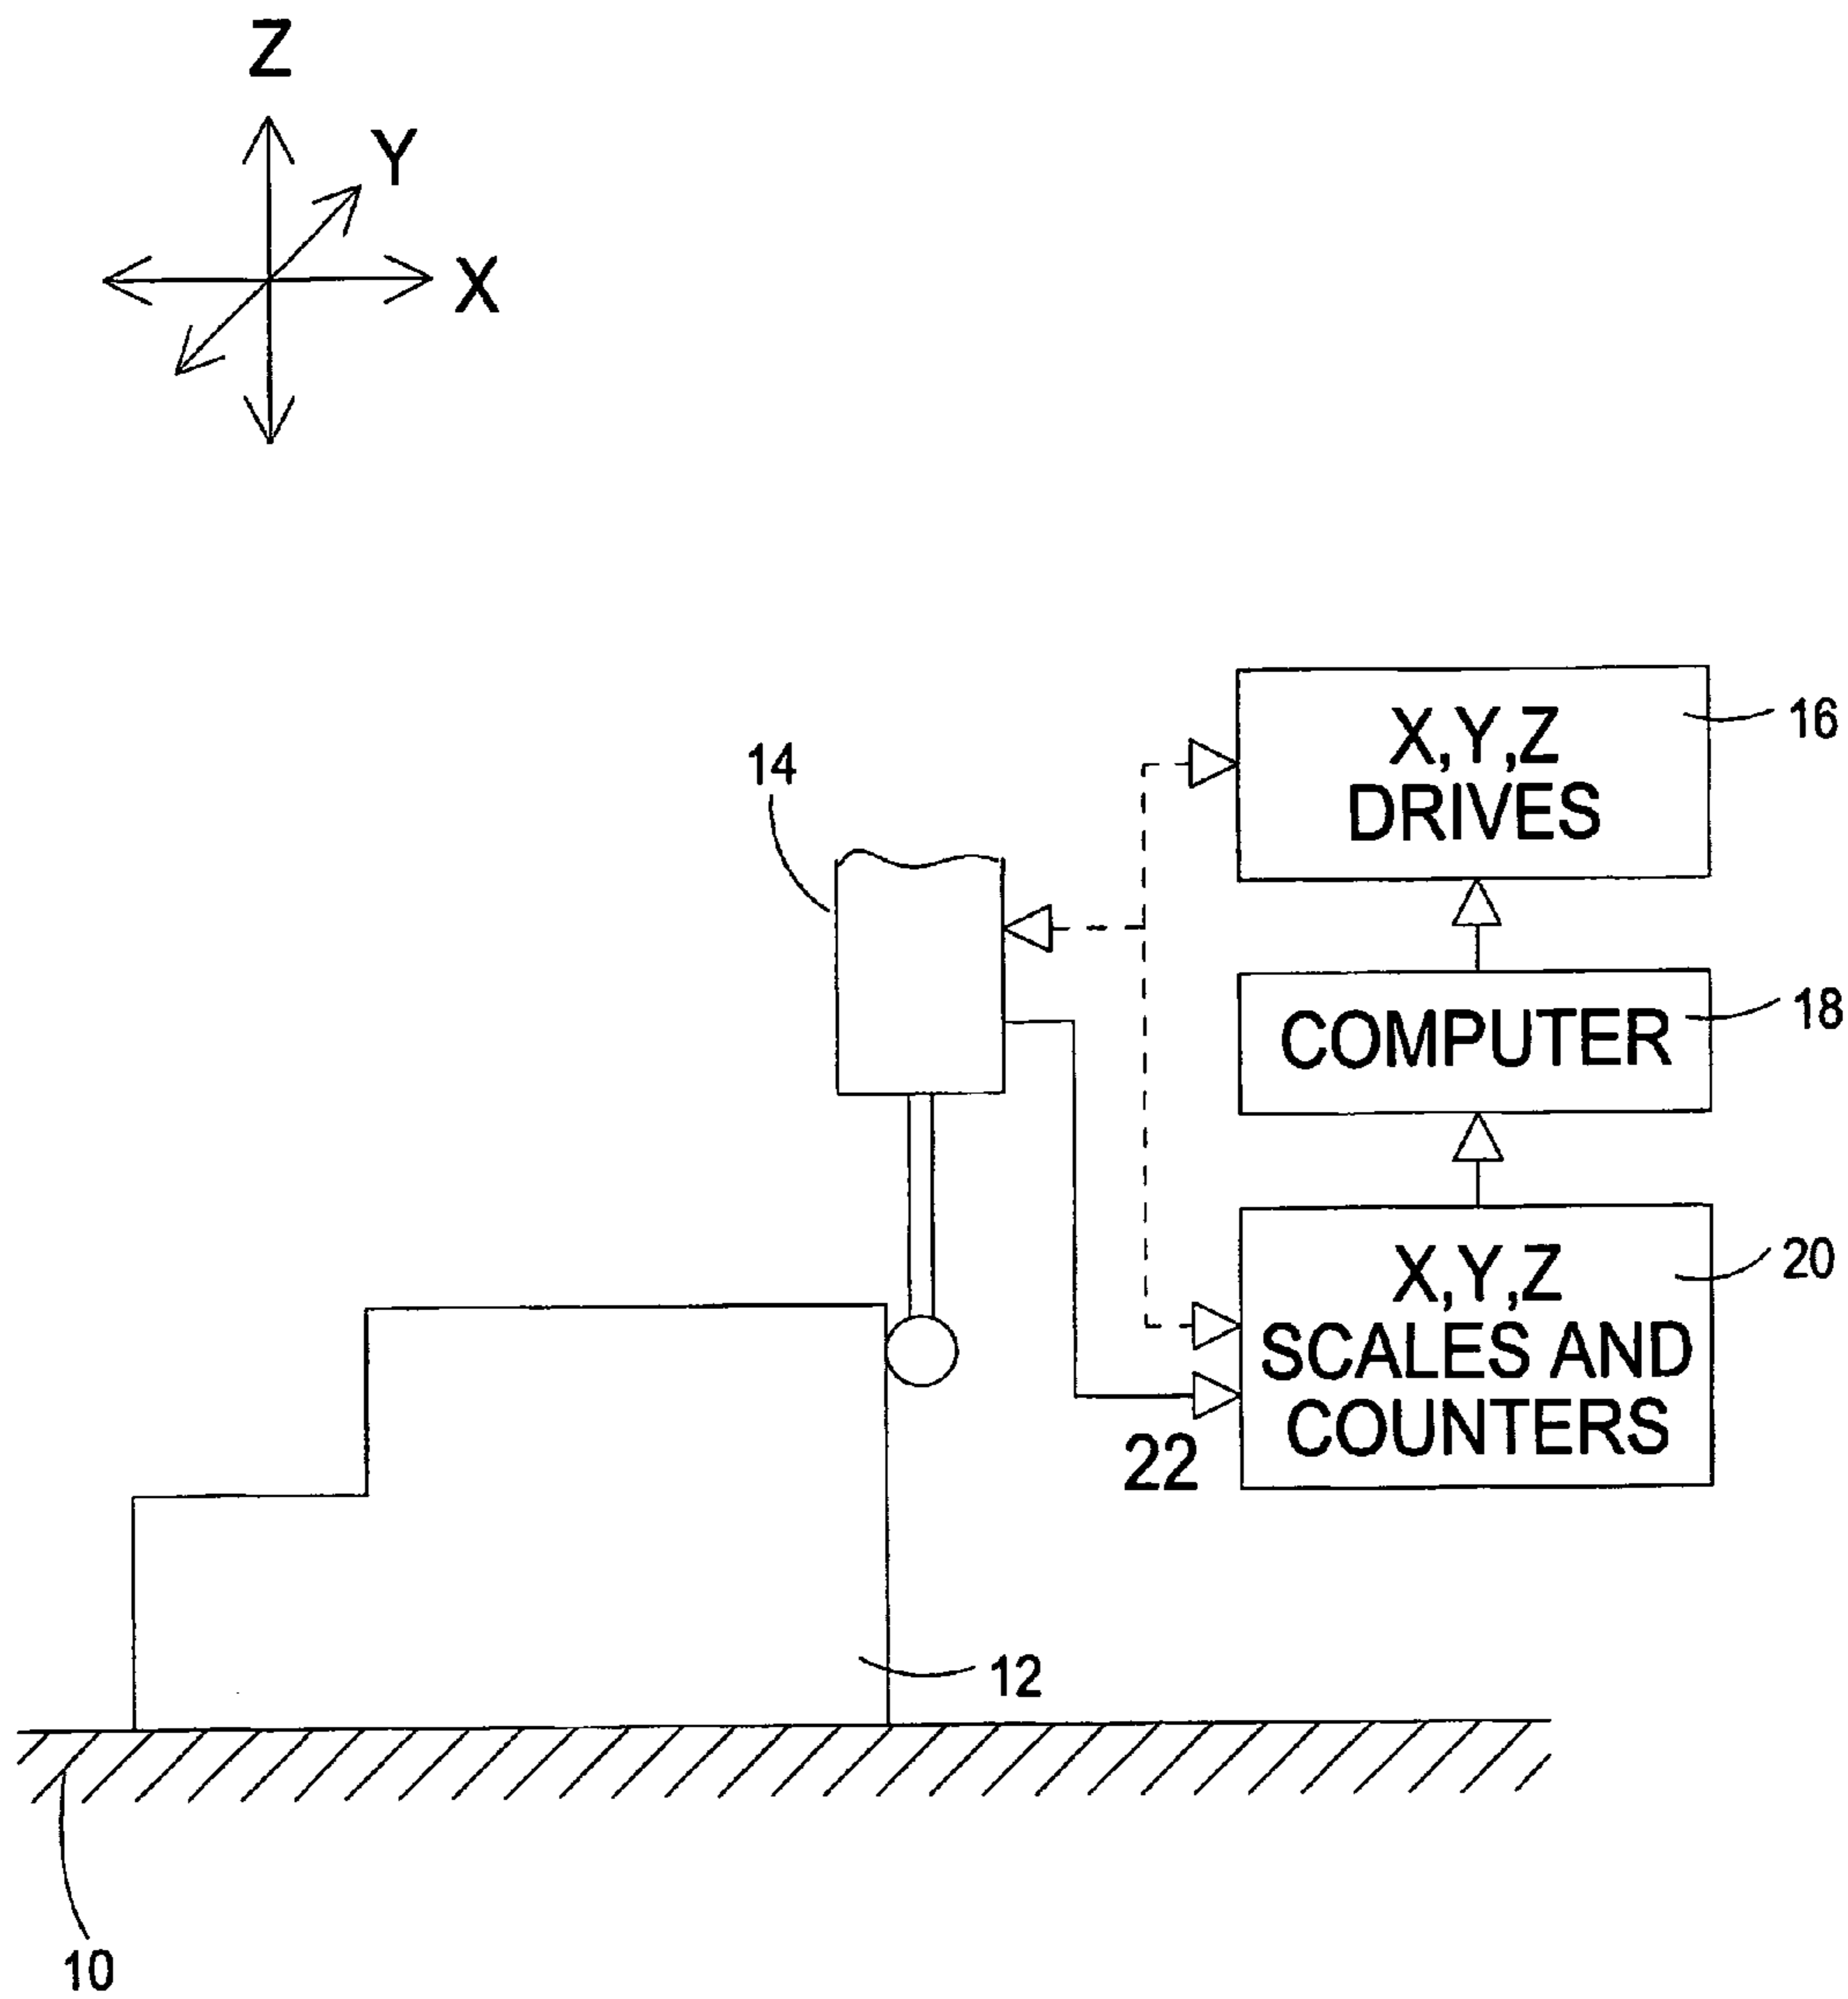 Z
Y
X
X,Y,Z
DRIVES
16
14
COMPUTER
18
X,Y,Z
SCALES AND
COUNTERS
20
22
12
10